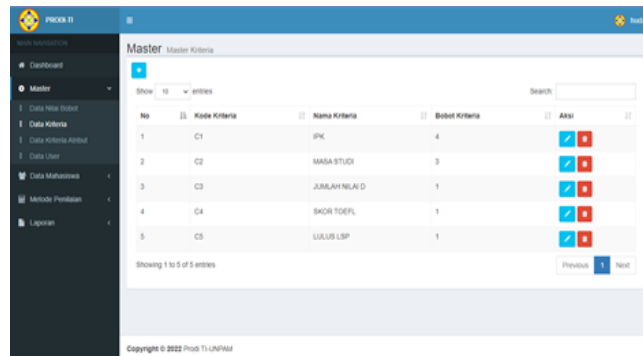 PRODI-TI
huda
MAIN NAVIGATION
Dashboard
Master
Data Nilai Bobot
Data Kriteria
Data Kriteria Atribut
Data User
Data Mahasiswa
Metode Penilaian
Laporan
Master Master Kriteria
Show 10 entries
Search:
No Kode Kriteria Nama Kriteria Bobot Kriteria Aksi
1 C1 IPK 4
2 C2 MASA STUDI 3
3 C3 JUMLAH NILAI D 1
4 C4 SKOR TOEFL 1
5 C5 LULUS LSP 1
Showing 1 to 5 of 5 entries
Previous 1 Next
Copyright © 2022 Prodi TI-UNPAM